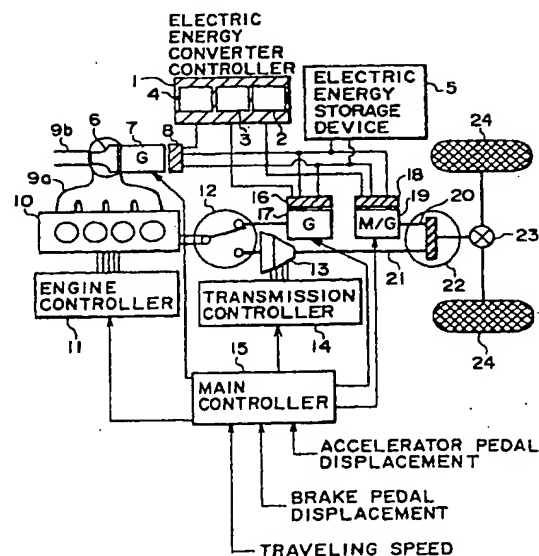 ELECTRIC
ENERGY
CONVERTER
CONTROLLER
1
4
3
2
ELECTRIC
ENERGY
STORAGE
DEVICE
5
6
7
8
9b
9a
G
10
12
16
17
G
18
19
M/G
20
21
22
23
24
24
13
ENGINE
CONTROLLER
11
TRANSMISSION
CONTROLLER
14
15
MAIN
CONTROLLER
ACCELERATOR PEDAL
DISPLACEMENT
BRAKE PEDAL
DISPLACEMENT
TRAVELING SPEED